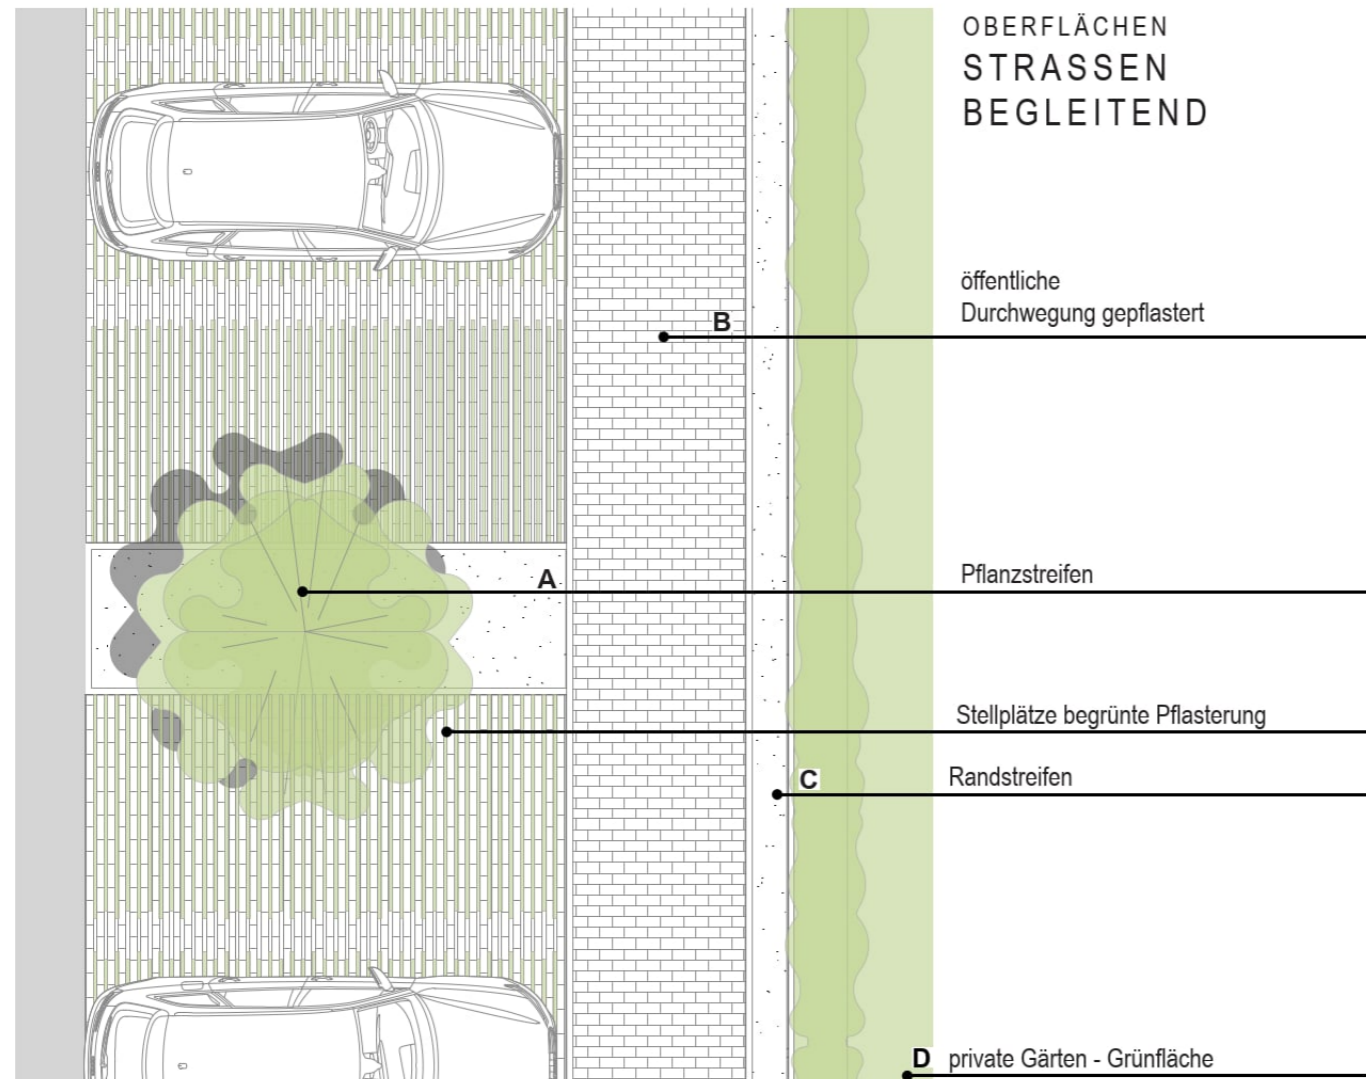 OBERFLÄCHEN
STRASSEN
BEGLEITEND
öffentliche
Durchwegung gepflastert
B
Pflanzstreifen
A
Stellplätze begrünte Pflasterung
Randstreifen
C
D private Gärten - Grünfläche